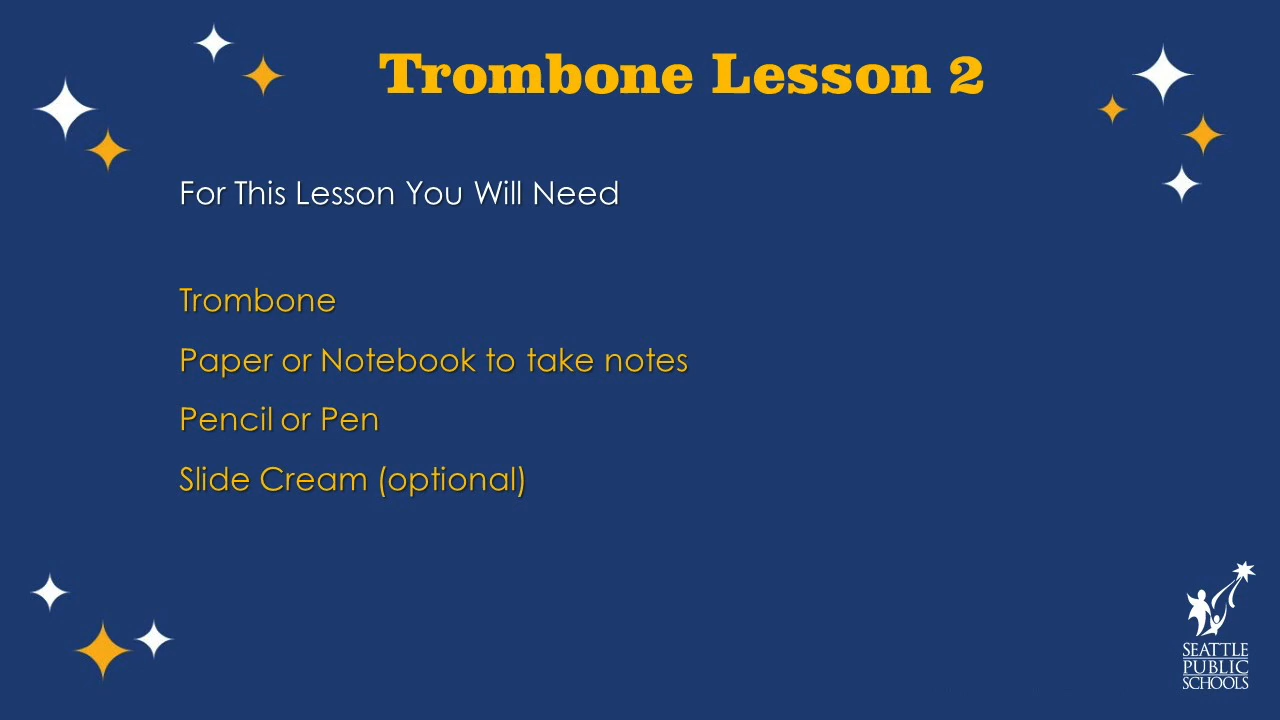 Trombone Lesson 2
For This Lesson You Will Need
Trombone
Paper or Notebook to take notes
Pencil or Pen
Slide Cream (optional)
SEATTLE
PUBLIC
SCHOOLS